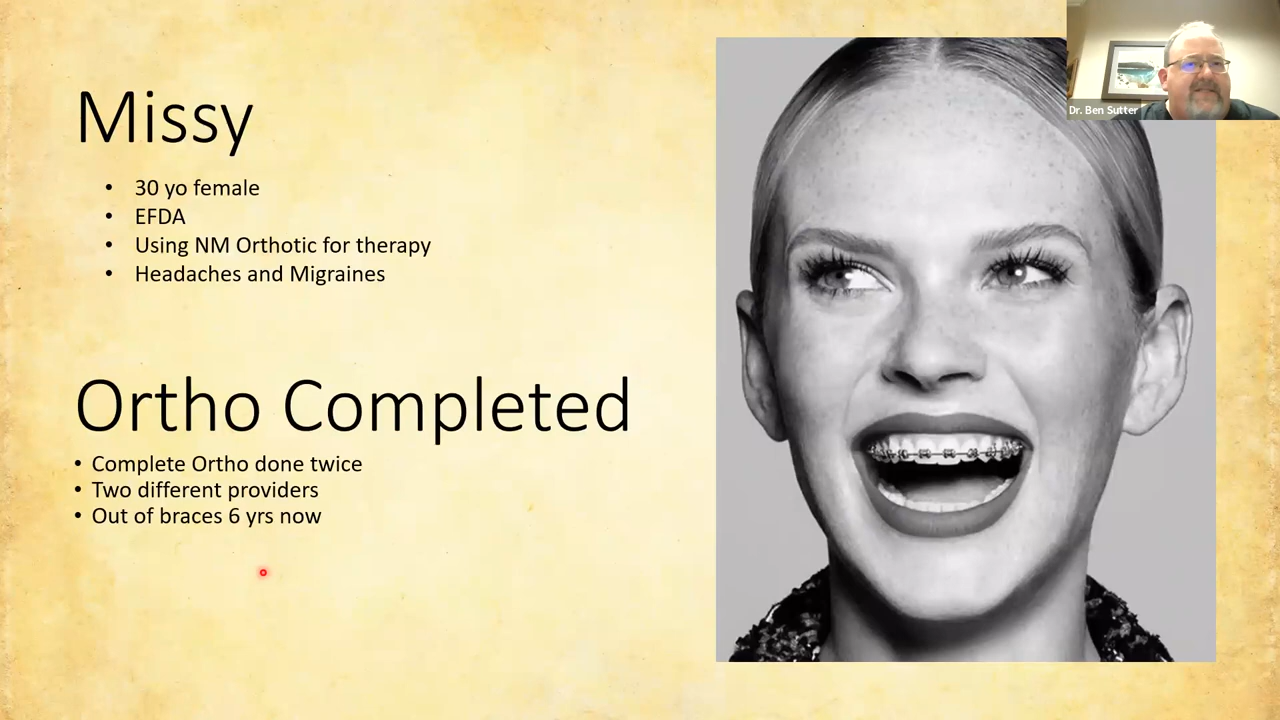 Missy
• 30 yo female
• EFDA
• Using NM Orthotic for therapy
• Headaches and Migraines
Ortho Completed
• Complete Ortho done twice
• Two different providers
• Out of braces 6 yrs now
Dr. Ben Sutter